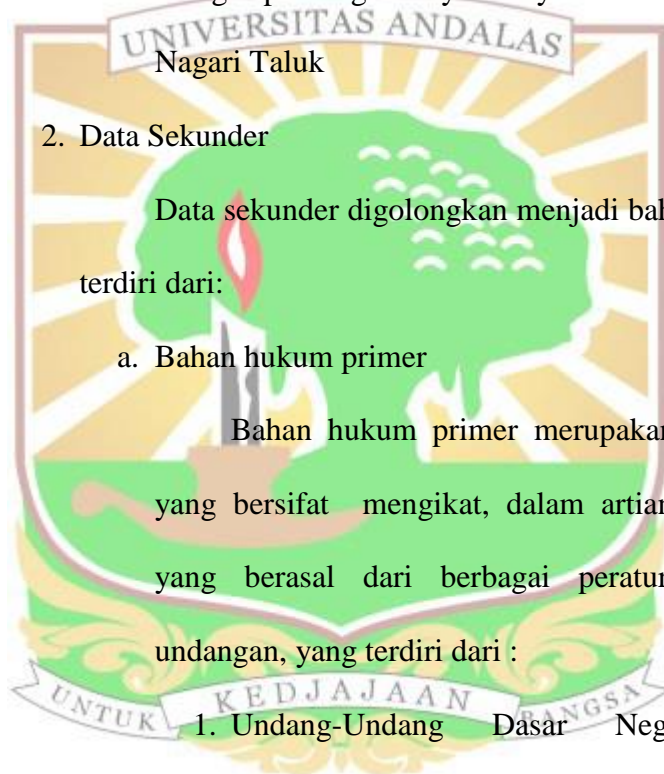 UNIVERSITAS ANDALAS
Nagari Taluk
2. Data Sekunder
Data sekunder digolongkan menjadi bah
terdiri dari:
a. Bahan hukum primer
Bahan hukum primer merupakan
yang bersifat mengikat, dalam artian
yang berasal dari berbagai peratur
undangan, yang terdiri dari :
UNTUK KEDJAJAAN BANGSA
1. Undang-Undang Dasar Neg